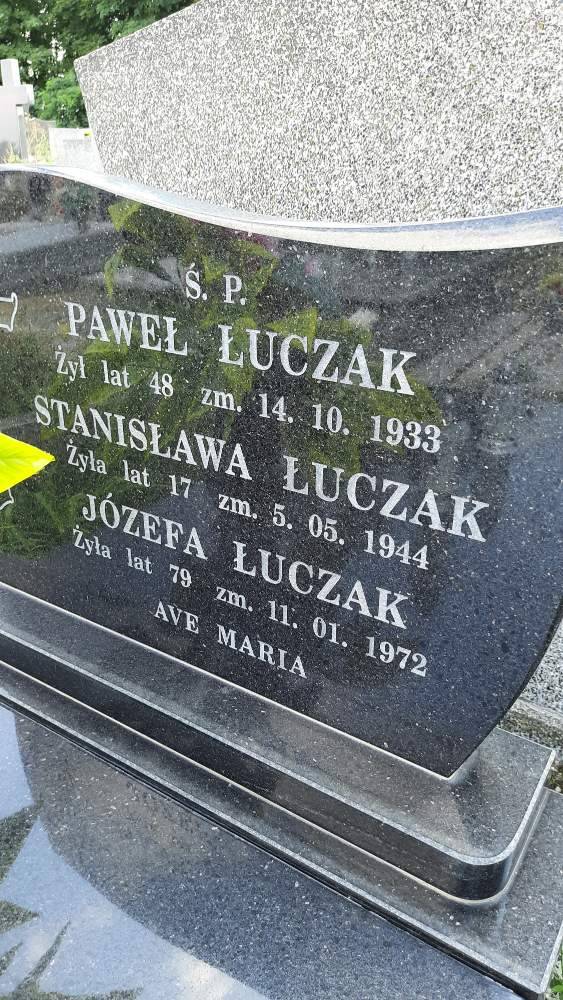 Ś. P.
PAWEŁ ŁUCZAK
Żył lat 48 zm. 14. 10. 1933
STANISŁAWA ŁUCZAK
Żyła lat 17 zm. 5. 05. 1944
JÓZEFA ŁUCZAK
Żyła lat 79 zm. 11. 01. 1972
AVE MARIA